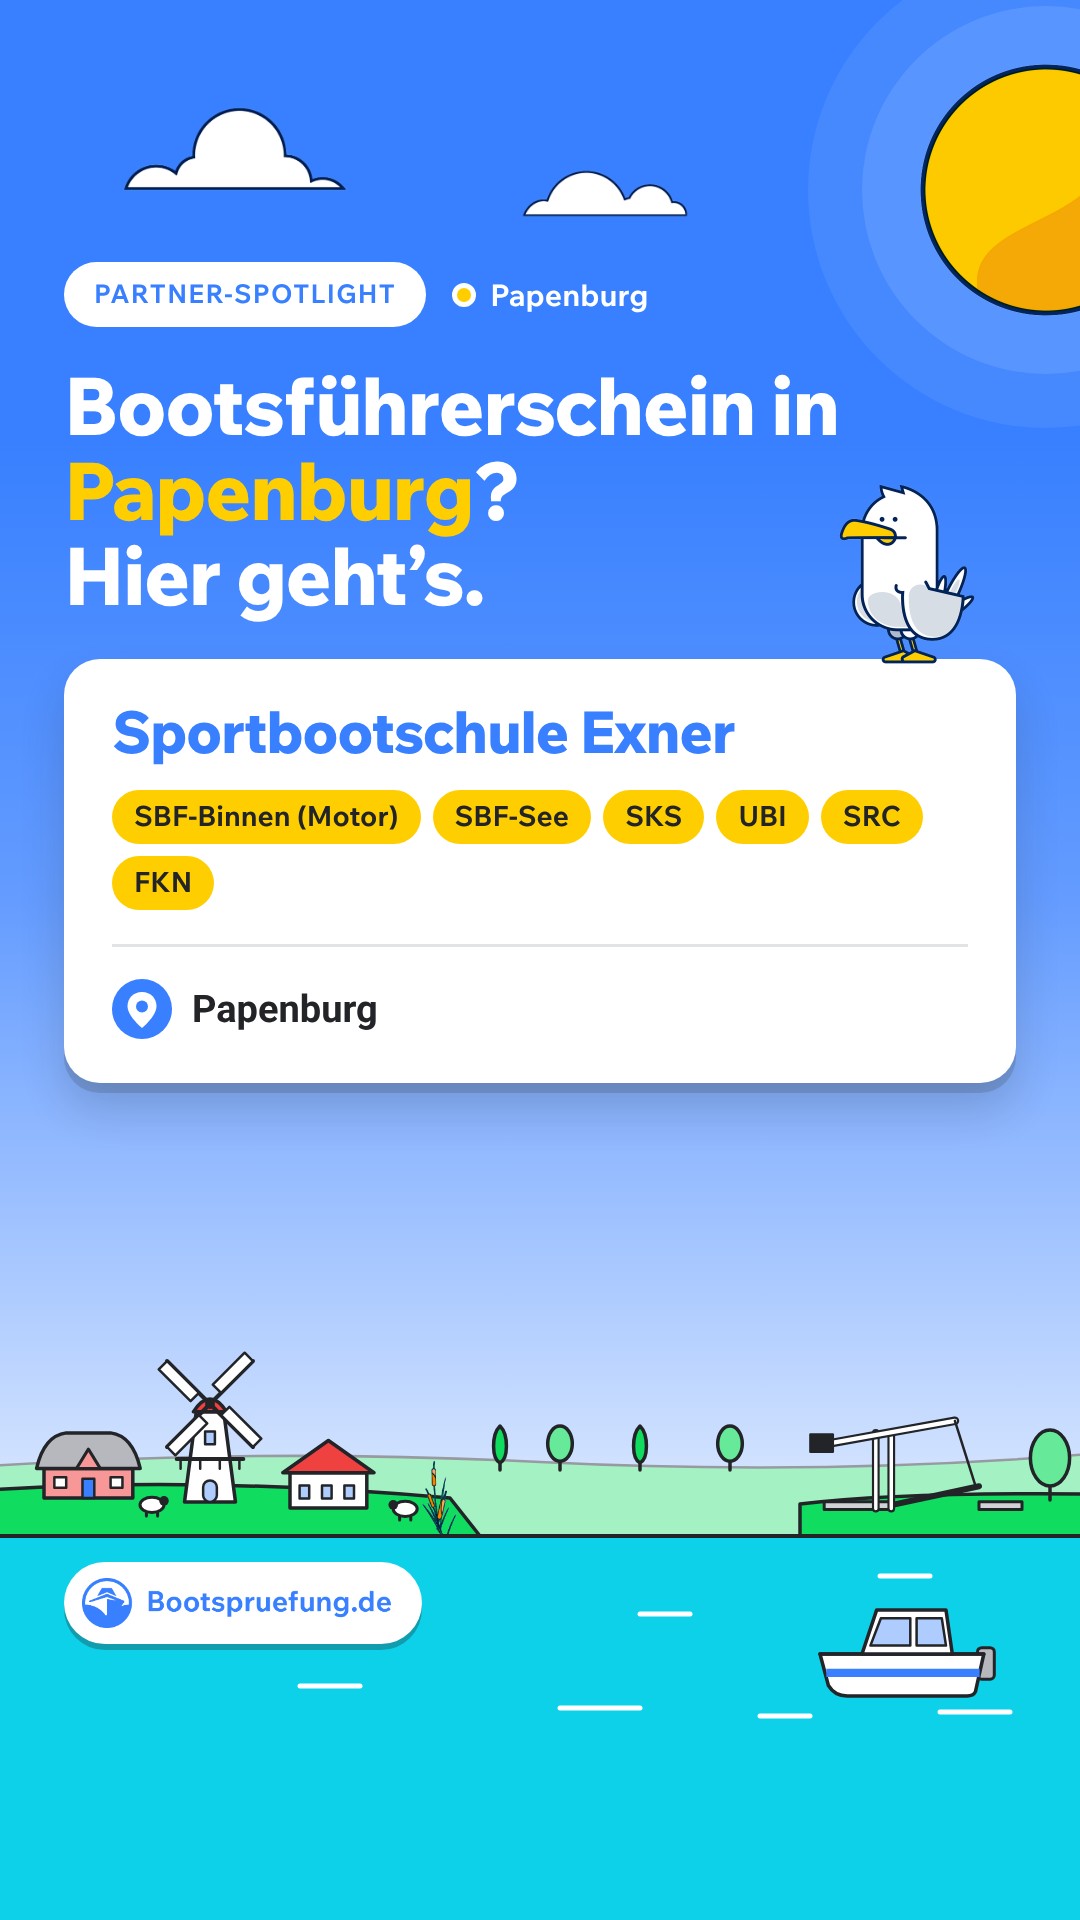 PARTNER-SPOTLIGHT
Papenburg
Bootsführerschein in
Papenburg?
Hier geht’s.
Sportbootschule Exner
SBF-Binnen (Motor) SBF-See SKS UBI SRC
FKN
Papenburg
Bootspruefung.de